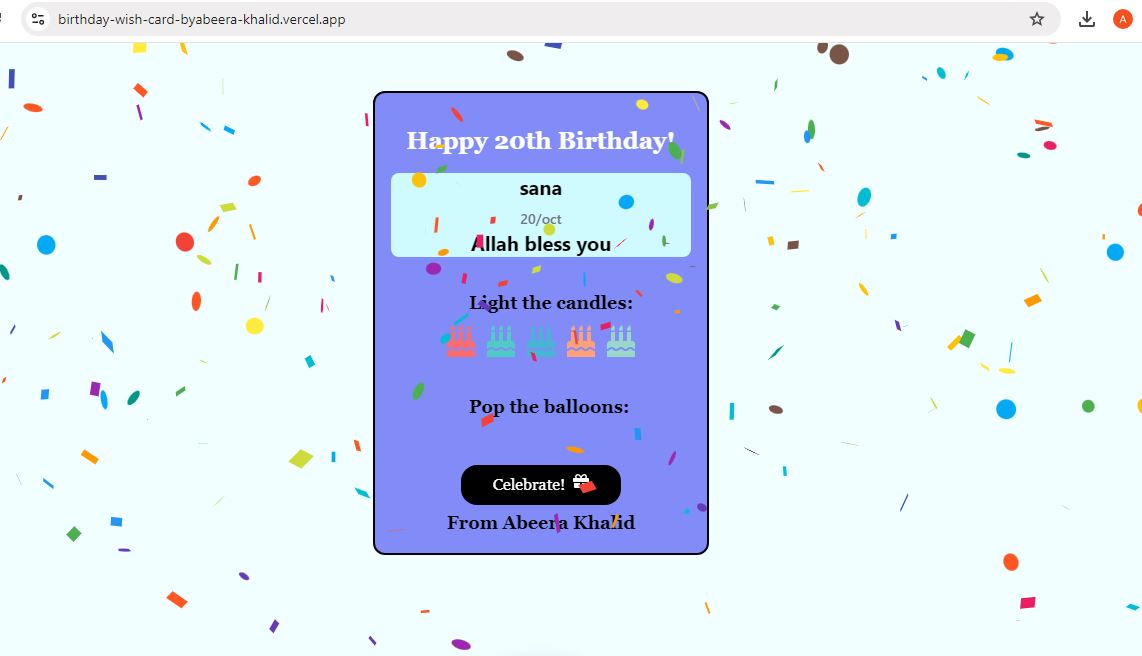 birthday-wish-card-byabeera-khalid.vercel.app
A
Happy 20th Birthday!
sana
20/oct
Allah bless you
Light the candles:
Pop the balloons:
Celebrate!
From Abeera Khalid